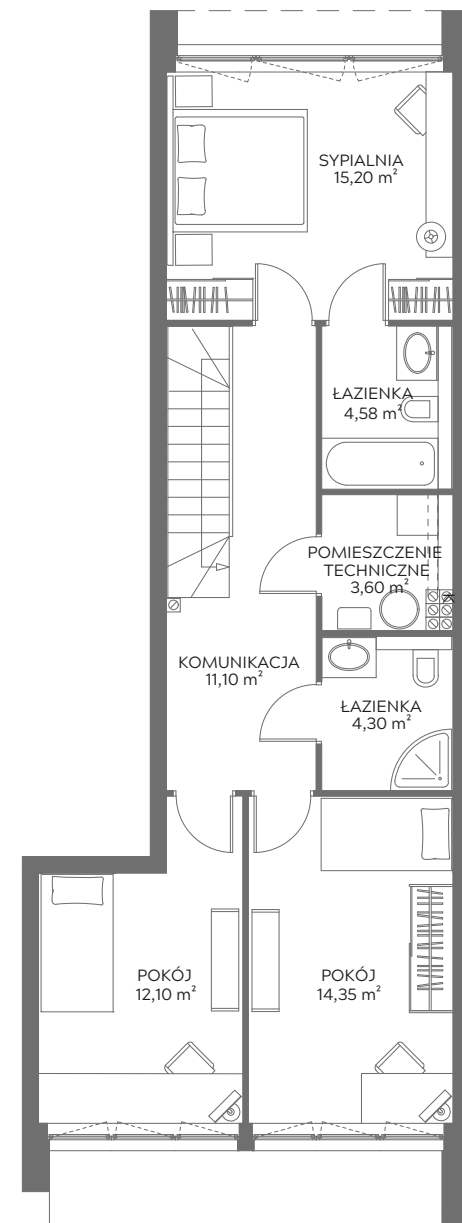 SYPIALNIA
15,20 m²
ŁAZIENKA
4,58 m²
POMIESZCZENIE
TECHNICZNE
3,60 m²
KOMUNIKACJA
11,10 m²
ŁAZIENKA
4,30 m²
POKÓJ
12,10 m²
POKÓJ
14,35 m²